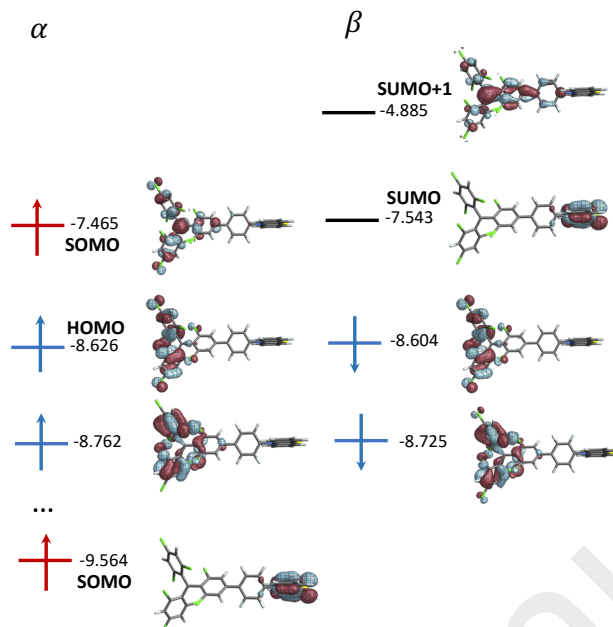 α
β
SUMO+1
-4.885
SUMO
-7.543
-7.465
SOMO
HOMO
-8.626
-8.604
-8.762
-8.725
...
-9.564
SOMO